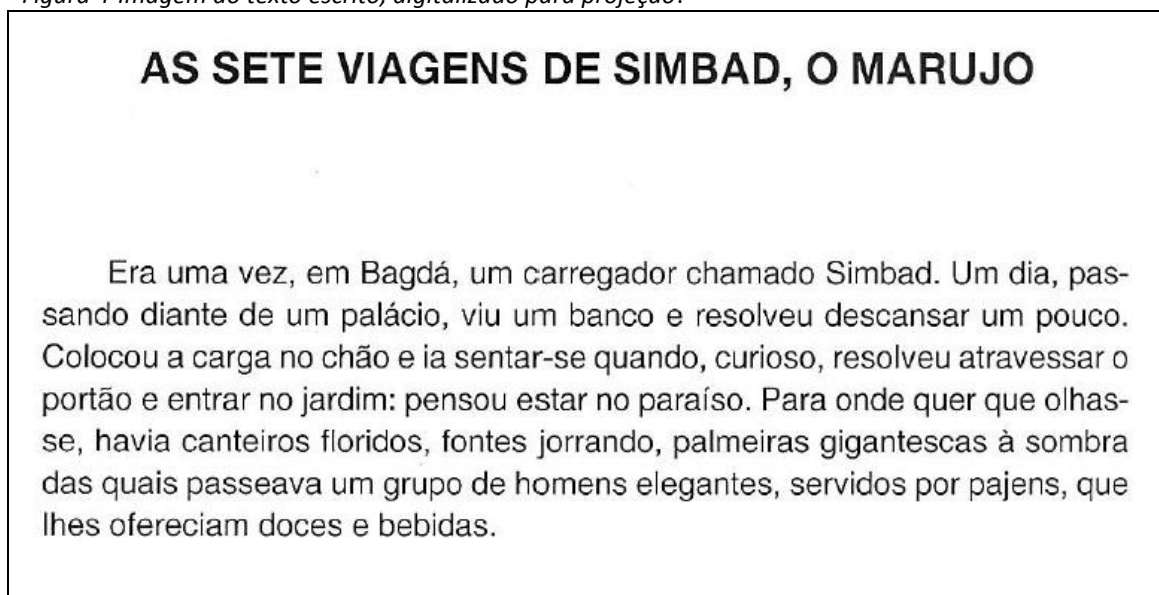 Figura 4 Imagem do texto escrito, digitalizado para projeção.
AS SETE VIAGENS DE SIMBAD, O MARUJO
Era uma vez, em Bagdá, um carregador chamado Simbad. Um dia, pas-
sando diante de um palácio, viu um banco e resolveu descansar um pouco.
Colocou a carga no chão e ia sentar-se quando, curioso, resolveu atravessar o
portão e entrar no jardim: pensou estar no paraíso. Para onde quer que olhas-
se, havia canteiros floridos, fontes jorrando, palmeiras gigantescas à sombra
das quais passeava um grupo de homens elegantes, servidos por pajens, que
lhes ofereciam doces e bebidas.